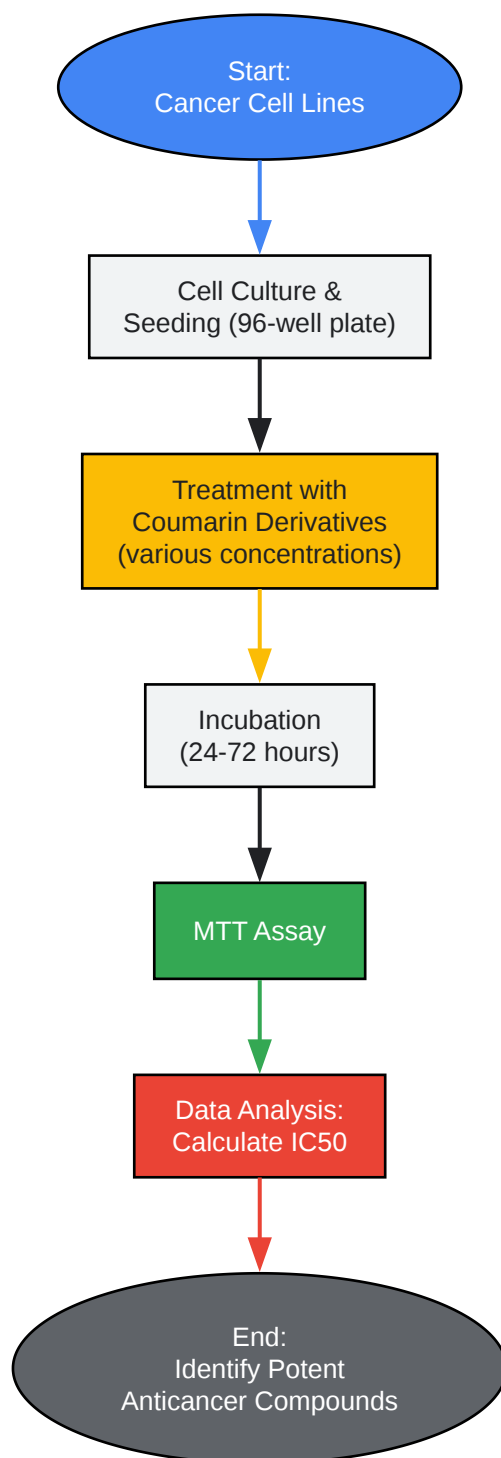 Start:
Cancer Cell Lines
Cell Culture &
Seeding (96-well plate)
Treatment with
Coumarin Derivatives
(various concentrations)
Incubation
(24-72 hours)
MTT Assay
Data Analysis:
Calculate IC50
End:
Identify Potent
Anticancer Compounds